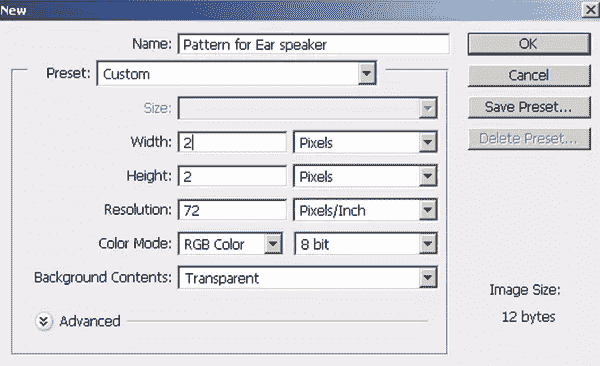 New
Name: Pattern for Ear speaker
OK
Preset: Custom
Cancel
Size:
Save Preset...
Width: 2 Pixels
Delete Preset...
Height: 2 Pixels
Resolution: 72 Pixels/Inch
Color Mode: RGB Color 8 bit
Background Contents: Transparent
Image Size:
12 bytes
Advanced